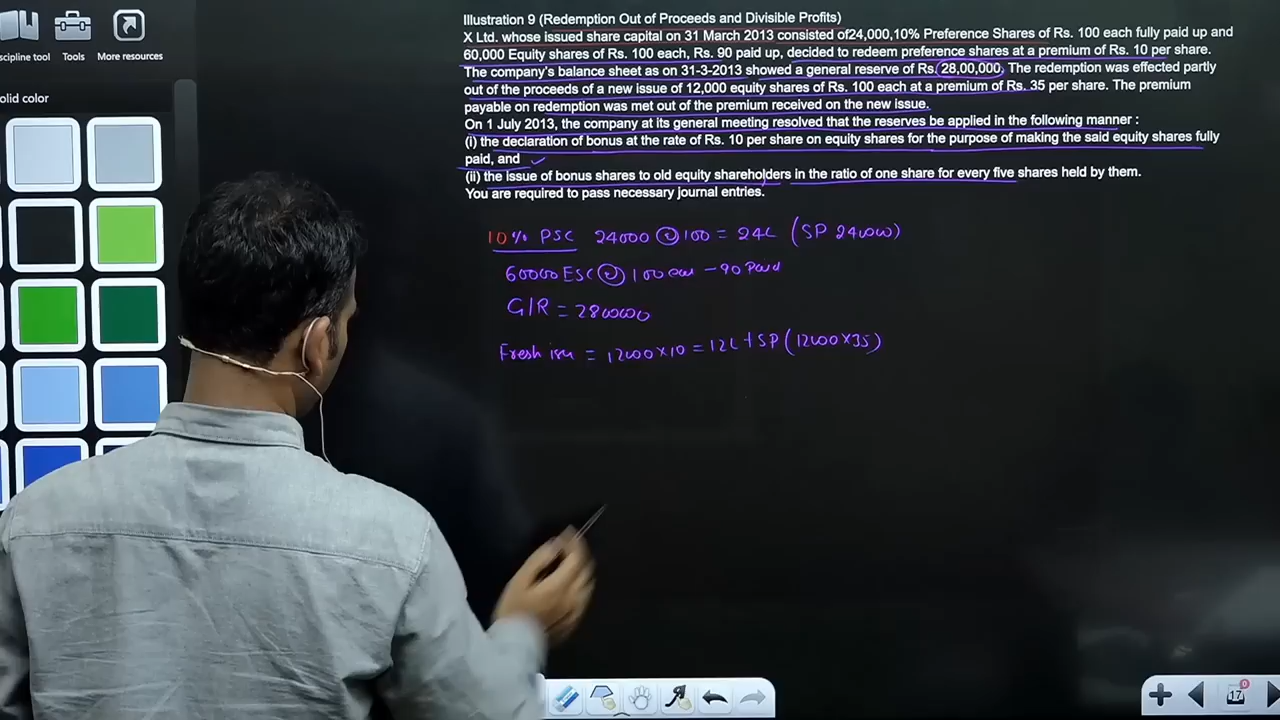 scipline tool
Tools
More resources
olid color
Illustration 9 (Redemption Out of Proceeds and Divisible Profits)
X Ltd. whose issued share capital on 31 March 2013 consisted of24,000,10% Preference Shares of Rs. 100 each fully paid up and
60,000 Equity shares of Rs. 100 each, Rs. 90 paid up, decided to redeem preference shares at a premium of Rs. 10 per share.
The company's balance sheet as on 31-3-2013 showed a general reserve of Rs. 28,00,000. The redemption was effected partly
out of the proceeds of a new issue of 12,000 equity shares of Rs. 100 each at a premium of Rs. 35 per share. The premium
payable on redemption was met out of the premium received on the new issue.
On 1 July 2013, the company at its general meeting resolved that the reserves be applied in the following manner :
(i) the declaration of bonus at the rate of Rs. 10 per share on equity shares for the purpose of making the said equity shares fully
paid, and
(ii) the issue of bonus shares to old equity shareholders in the ratio of one share for every five shares held by them.
You are required to pass necessary journal entries.
10% PSC 24000 @ 100 = 24L (SP 24000)
60000 ESC @ 100 - 90 Paid
G/R = 2800000
Fresh = 12000×10 = 12L + SP (12000×35)
17
0